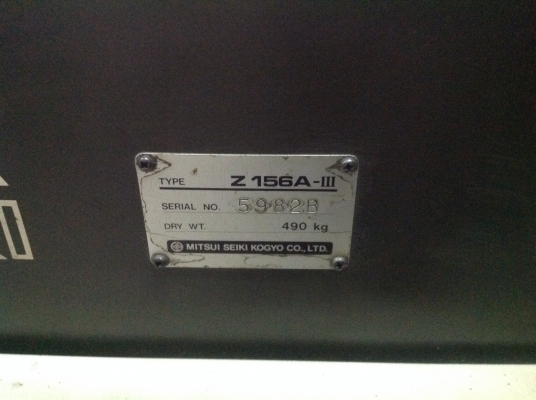 TYPE Z 156A-III
SERIAL NO. 5982B
DRY WT. 490 kg
MITSUI SEIKI KOGYO CO., LTD.